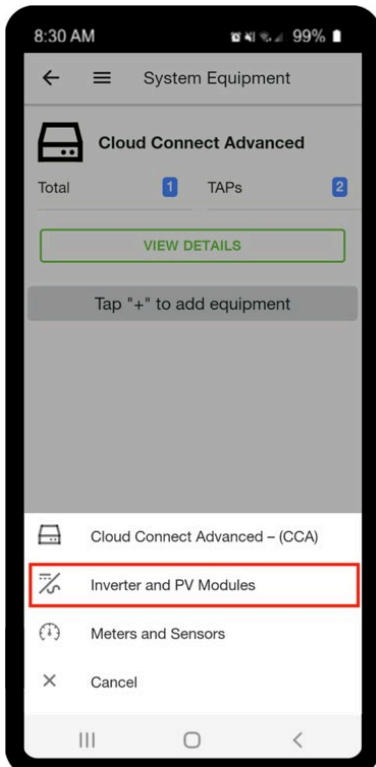 8:30 AM 99%
System Equipment
Cloud Connect Advanced
Total 1 TAPs 2
VIEW DETAILS
Tap "+" to add equipment
Cloud Connect Advanced – (CCA)
Inverter and PV Modules
Meters and Sensors
Cancel